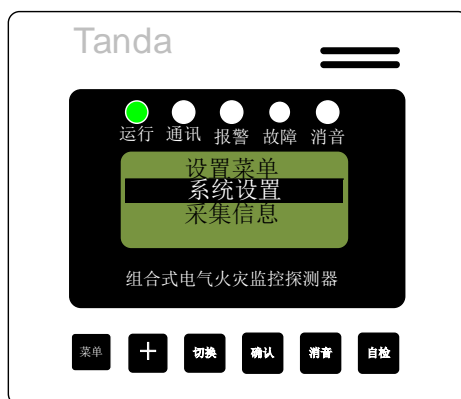 Tanda
运行 通讯 报警 故障 消音
设置菜单
系统设置
采集信息
组合式电气火灾监控探测器
菜单 + 切换 确认 消音 自检